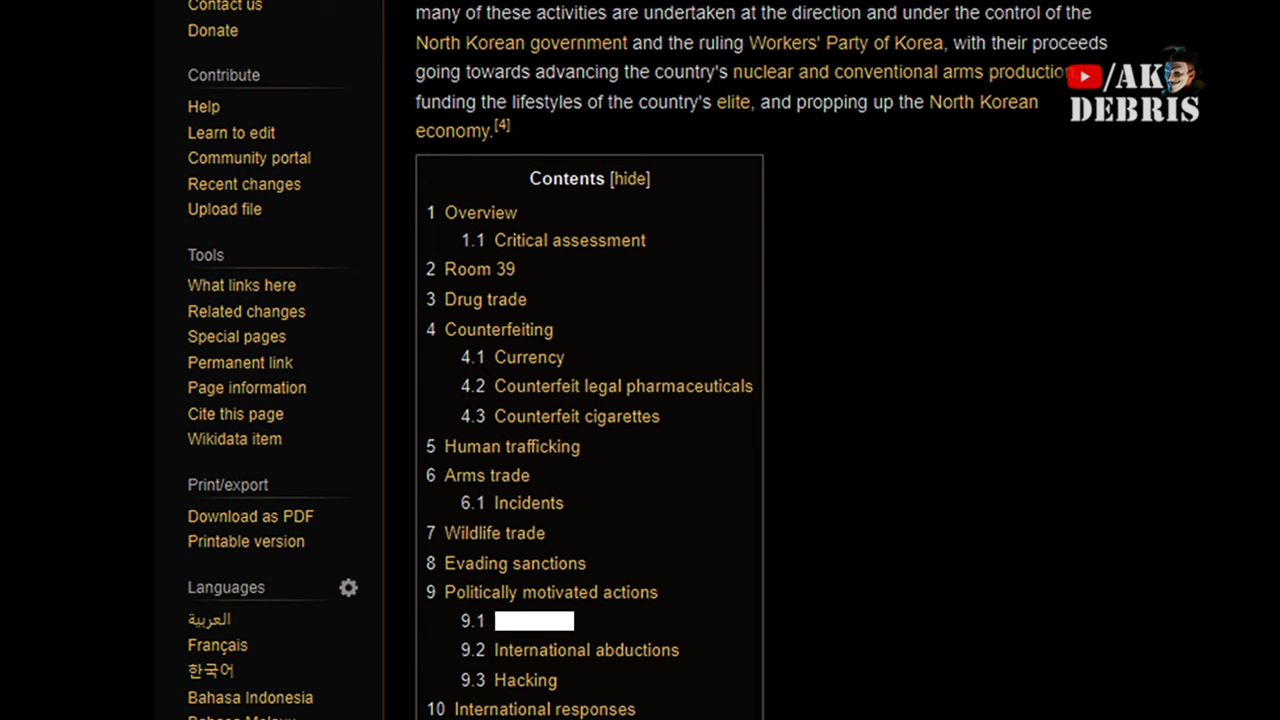 Contact us
Donate
Contribute
Help
Learn to edit
Community portal
Recent changes
Upload file
Tools
What links here
Related changes
Special pages
Permanent link
Page information
Cite this page
Wikidata item
Print/export
Download as PDF
Printable version
Languages
العربية
Français
한국어
Bahasa Indonesia
Bahasa Melayu
many of these activities are undertaken at the direction and under the control of the
North Korean government and the ruling Workers' Party of Korea, with their proceeds
going towards advancing the country's nuclear and conventional arms production,
funding the lifestyles of the country's elite, and propping up the North Korean
economy.[4]
Contents [hide]
1 Overview
1.1 Critical assessment
2 Room 39
3 Drug trade
4 Counterfeiting
4.1 Currency
4.2 Counterfeit legal pharmaceuticals
4.3 Counterfeit cigarettes
5 Human trafficking
6 Arms trade
6.1 Incidents
7 Wildlife trade
8 Evading sanctions
9 Politically motivated actions
9.1
9.2 International abductions
9.3 Hacking
10 International responses
/AK
DEBRIS